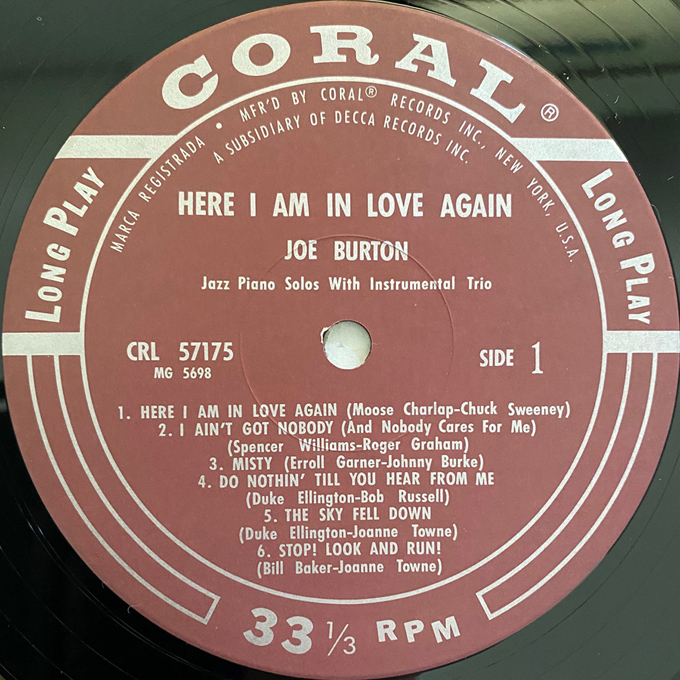 CORAL®
MARCA REGISTRADA • MFR'D BY CORAL® RECORDS INC., NEW YORK, U.S.A.
A SUBSIDIARY OF DECCA RECORDS INC.
LONG PLAY
LONG PLAY
HERE I AM IN LOVE AGAIN
JOE BURTON
Jazz Piano Solos With Instrumental Trio
CRL 57175
MG 5698
SIDE 1
1. HERE I AM IN LOVE AGAIN (Moose Charlap-Chuck Sweeney)
2. I AIN'T GOT NOBODY (And Nobody Cares For Me)
(Spencer Williams-Roger Graham)
3. MISTY (Erroll Garner-Johnny Burke)
4. DO NOTHIN' TILL YOU HEAR FROM ME
(Duke Ellington-Bob Russell)
5. THE SKY FELL DOWN
(Duke Ellington-Joanne Towne)
6. STOP! LOOK AND RUN!
(Bill Baker-Joanne Towne)
33 1/3 RPM